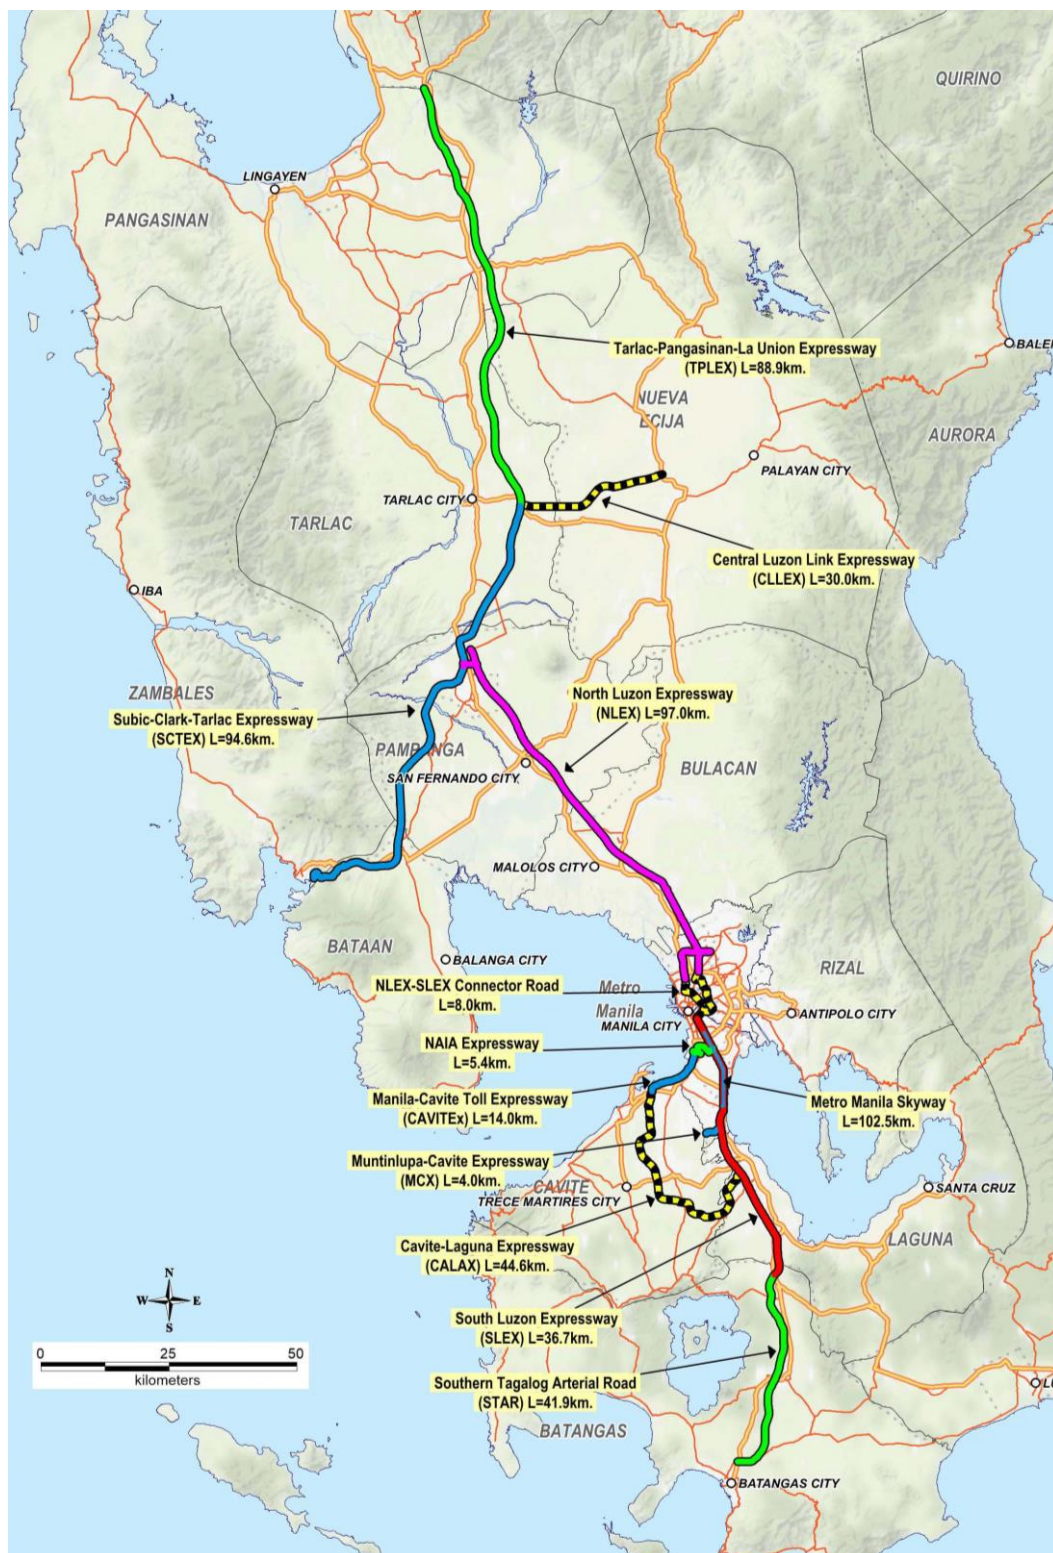 QUIRINO
LINGAYEN
PANGASINAN
Tarlac-Pangasinan-La Union Expressway
(TPLEX) L=88.9km.
BALER
NUEVA
ECIJA
AURORA
PALAYAN CITY
TARLAC CITY
TARLAC
Central Luzon Link Expressway
(CLLEX) L=30.0km.
IBA
ZAMBALES
North Luzon Expressway
(NLEX) L=97.0km.
Subic-Clark-Tarlac Expressway
(SCTEX) L=94.6km.
PAMPANGA
SAN FERNANDO CITY
BULACAN
MALOLOS CITY
BATAAN
BALANGA CITY
RIZAL
NLEX-SLEX Connector Road
L=8.0km.
Metro
Manila
MANILA CITY
ANTIPOLO CITY
NAIA Expressway
L=5.4km.
Manila-Cavite Toll Expressway
(CAVITEx) L=14.0km.
Metro Manila Skyway
L=102.5km.
Muntinlupa-Cavite Expressway
(MCX) L=4.0km.
CAVITE
TRECE MARTIRES CITY
SANTA CRUZ
LAGUNA
Cavite-Laguna Expressway
(CALAX) L=44.6km.
N
W E
S
South Luzon Expressway
(SLEX) L=36.7km.
0 25 50
kilometers
Southern Tagalog Arterial Road
(STAR) L=41.9km.
LU
BATANGAS
BATANGAS CITY